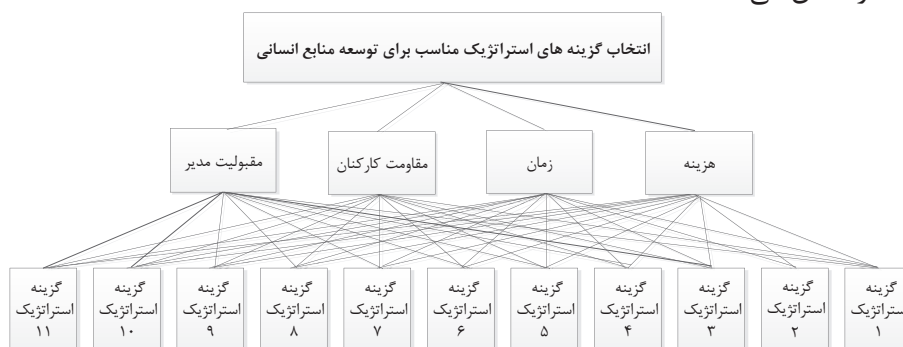 انتخاب گزینه های استراتژیک مناسب برای توسعه منابع انسانی
هزینه
زمان
مقاومت کارکنان
مقبولیت مدیر
گزینه
استراتژیک
۱
گزینه
استراتژیک
۲
گزینه
استراتژیک
۳
گزینه
استراتژیک
۴
گزینه
استراتژیک
۵
گزینه
استراتژیک
۶
گزینه
استراتژیک
۷
گزینه
استراتژیک
۸
گزینه
استراتژیک
۹
گزینه
استراتژیک
۱۰
گزینه
استراتژیک
۱۱